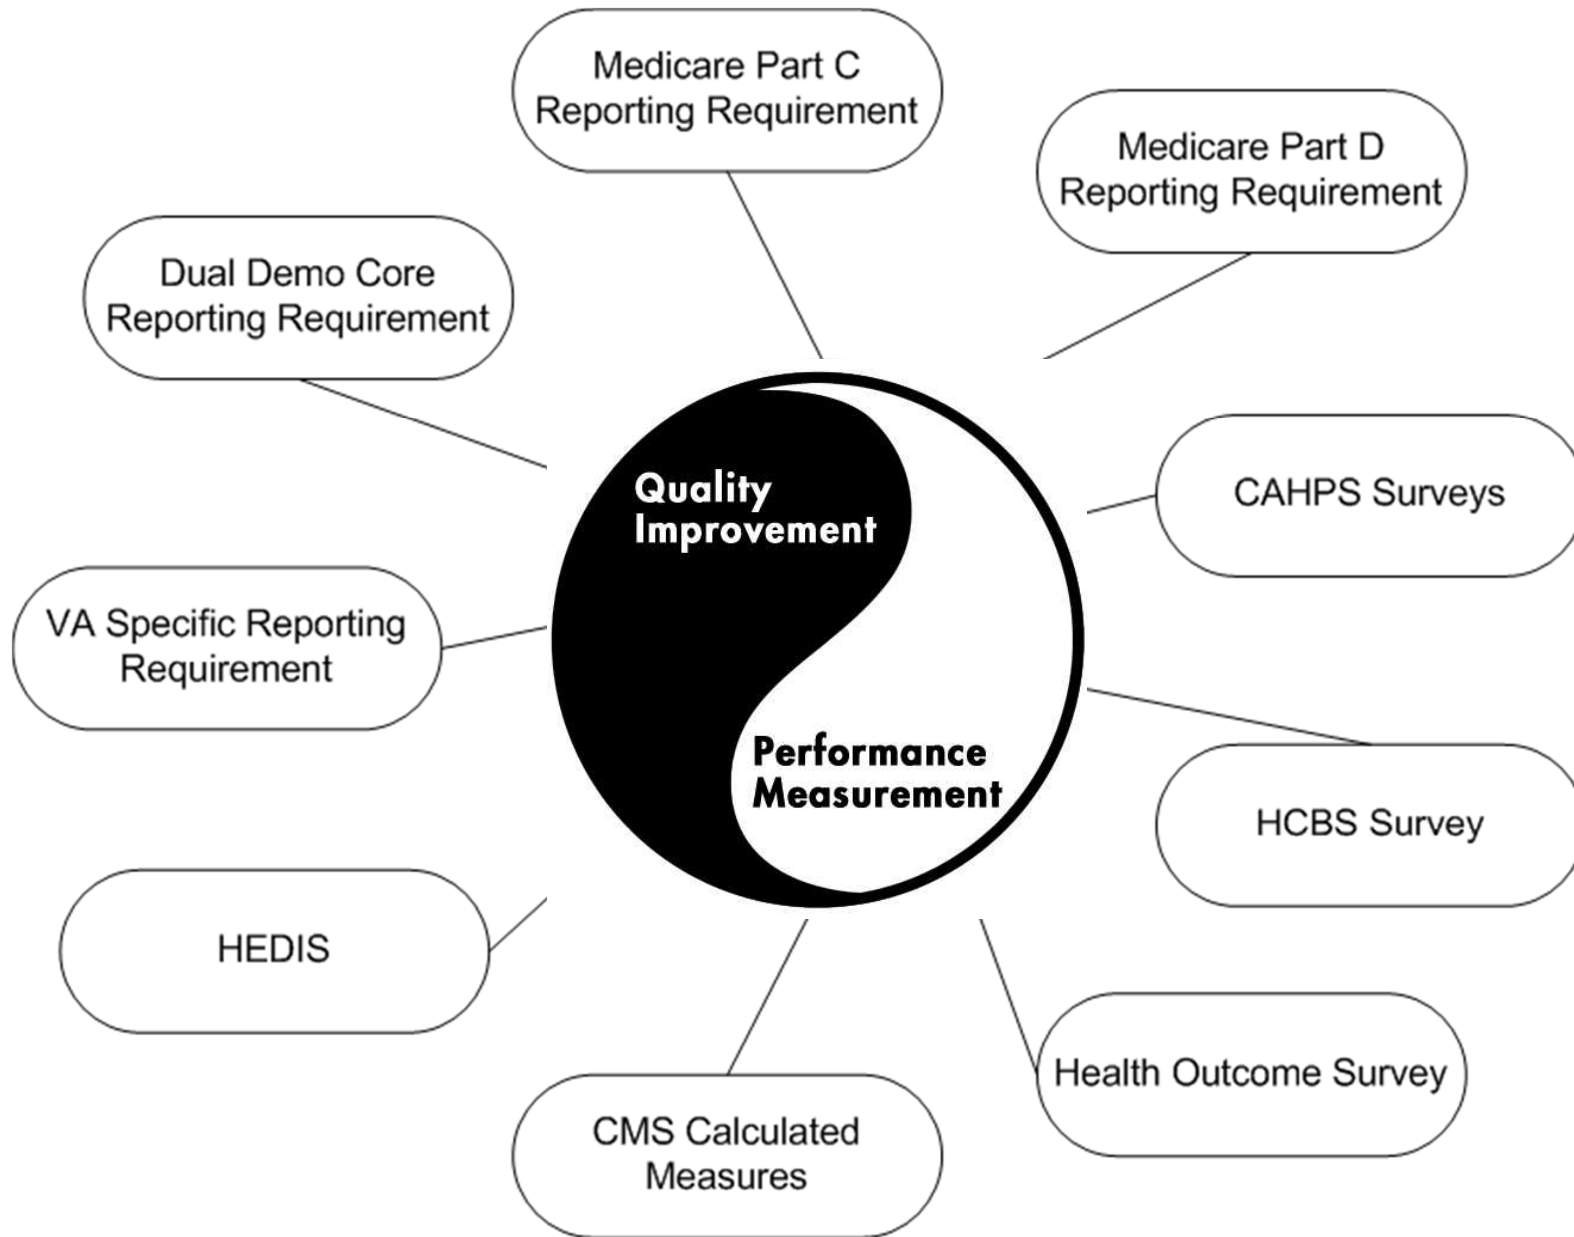 Medicare Part C
Reporting Requirement
Medicare Part D
Reporting Requirement
Dual Demo Core
Reporting Requirement
Quality
Improvement
CAHPS Surveys
VA Specific Reporting
Requirement
Performance
Measurement
HCBS Survey
HEDIS
Health Outcome Survey
CMS Calculated
Measures